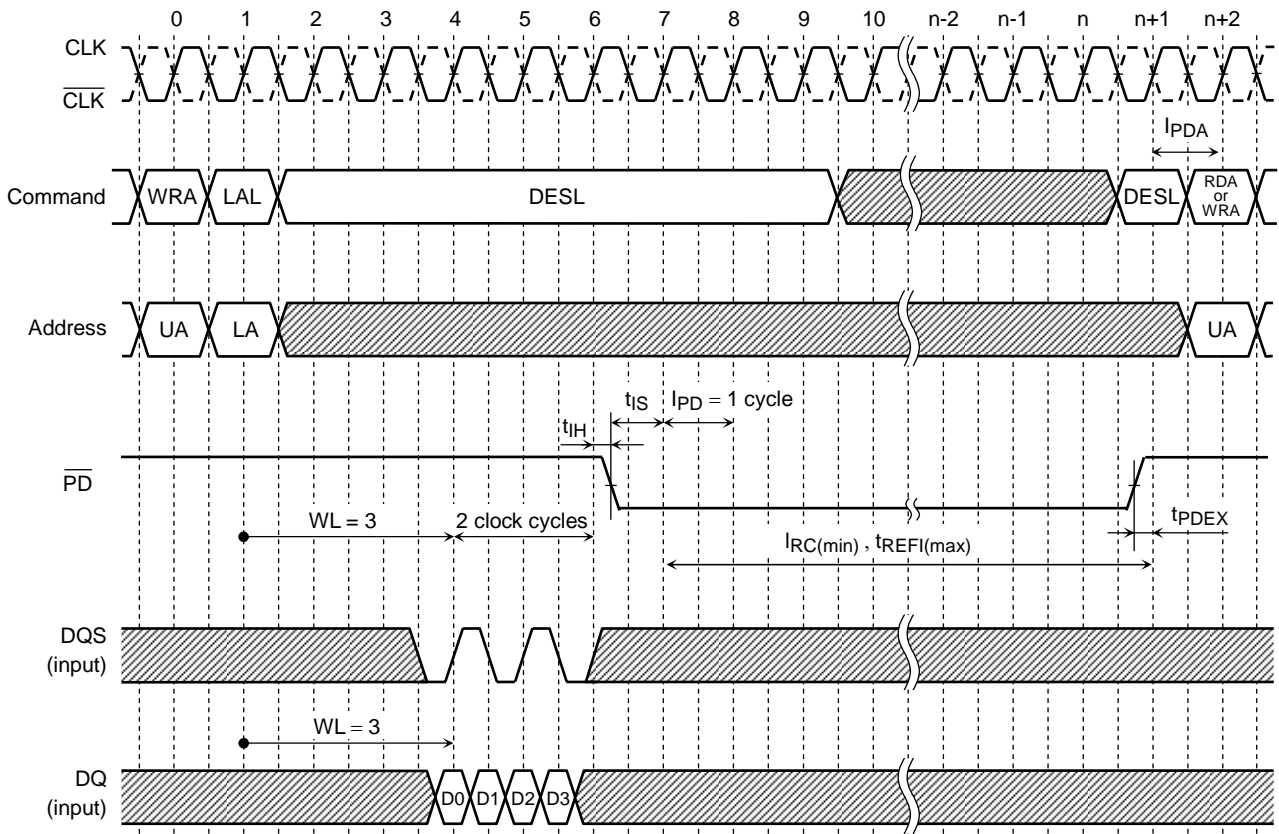 0 1 2 3 4 5 6 7 8 9 10 n-2 n-1 n n+1 n+2
CLK
CLK
IPDA
Command WRA LAL DESL DESL RDA or WRA
Address UA LA UA
tIS IPD = 1 cycle
tIH
PD
WL = 3 2 clock cycles tPDEX
IRC(min) , tREFI(max)
DQS
(input)
WL = 3
DQ
(input) D0 D1 D2 D3